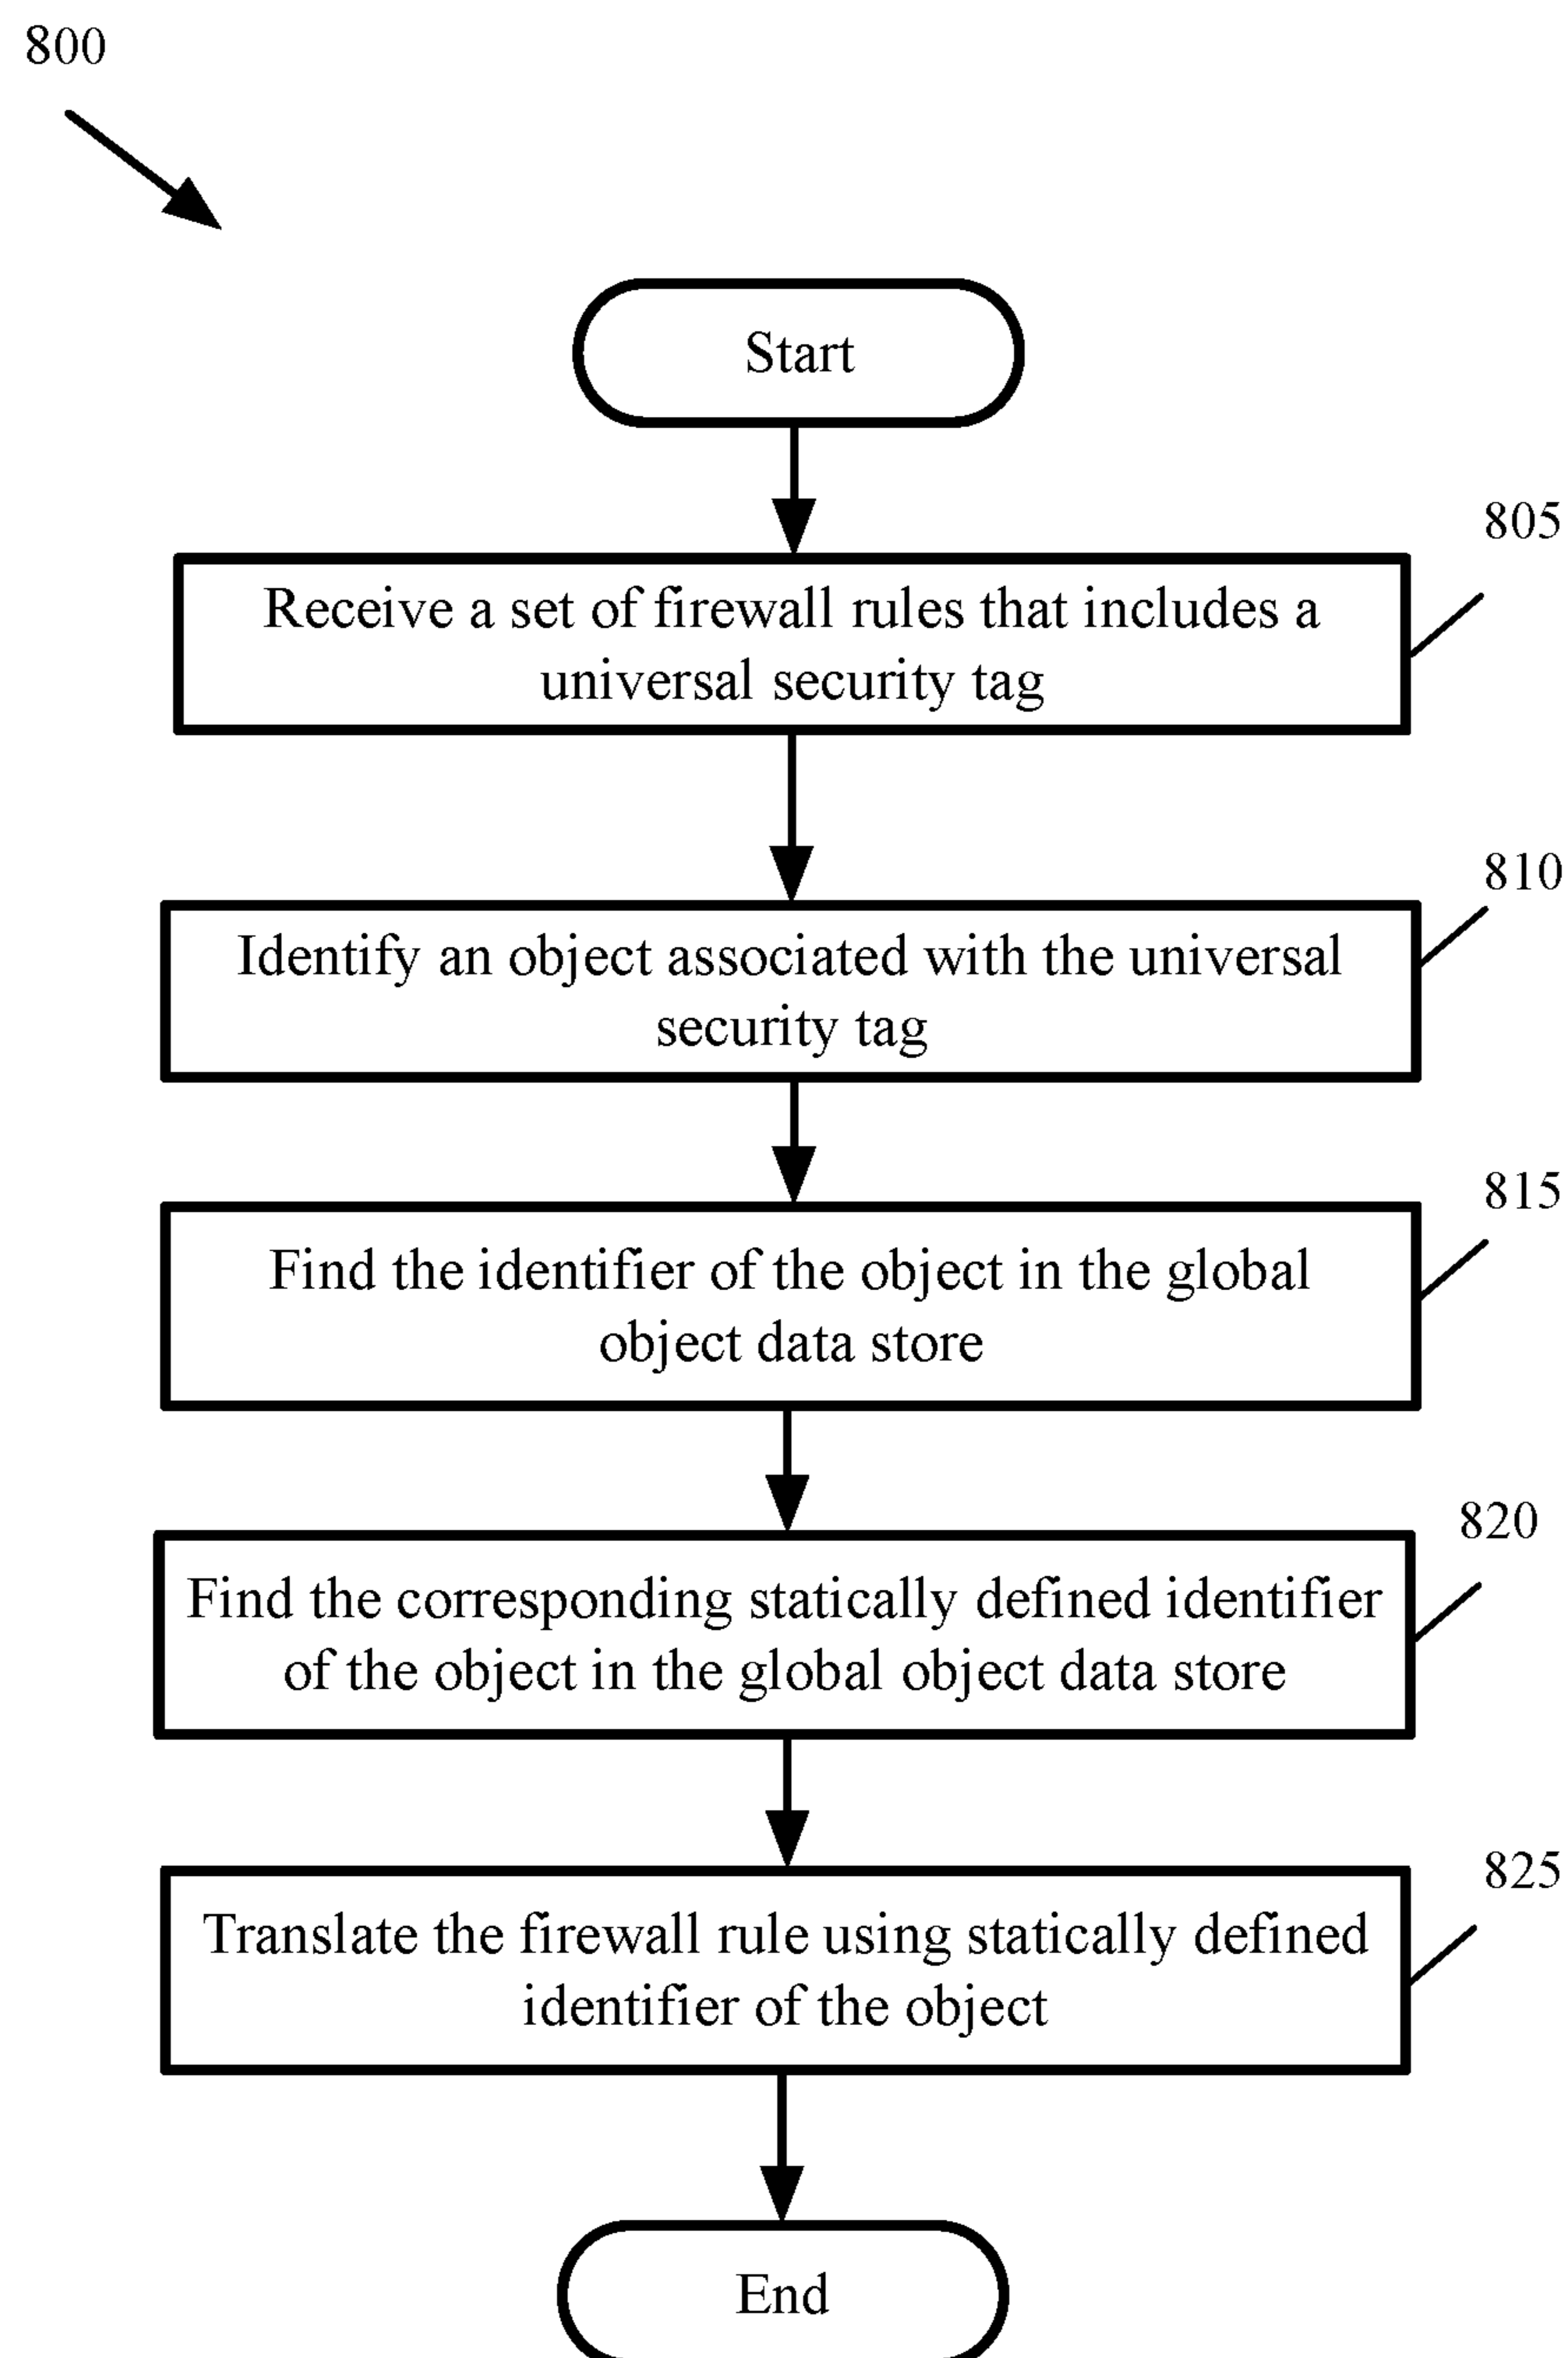 800
Start
805
Receive a set of firewall rules that includes a
universal security tag
810
Identify an object associated with the universal
security tag
815
Find the identifier of the object in the global
object data store
820
Find the corresponding statically defined identifier
of the object in the global object data store
825
Translate the firewall rule using statically defined
identifier of the object
End